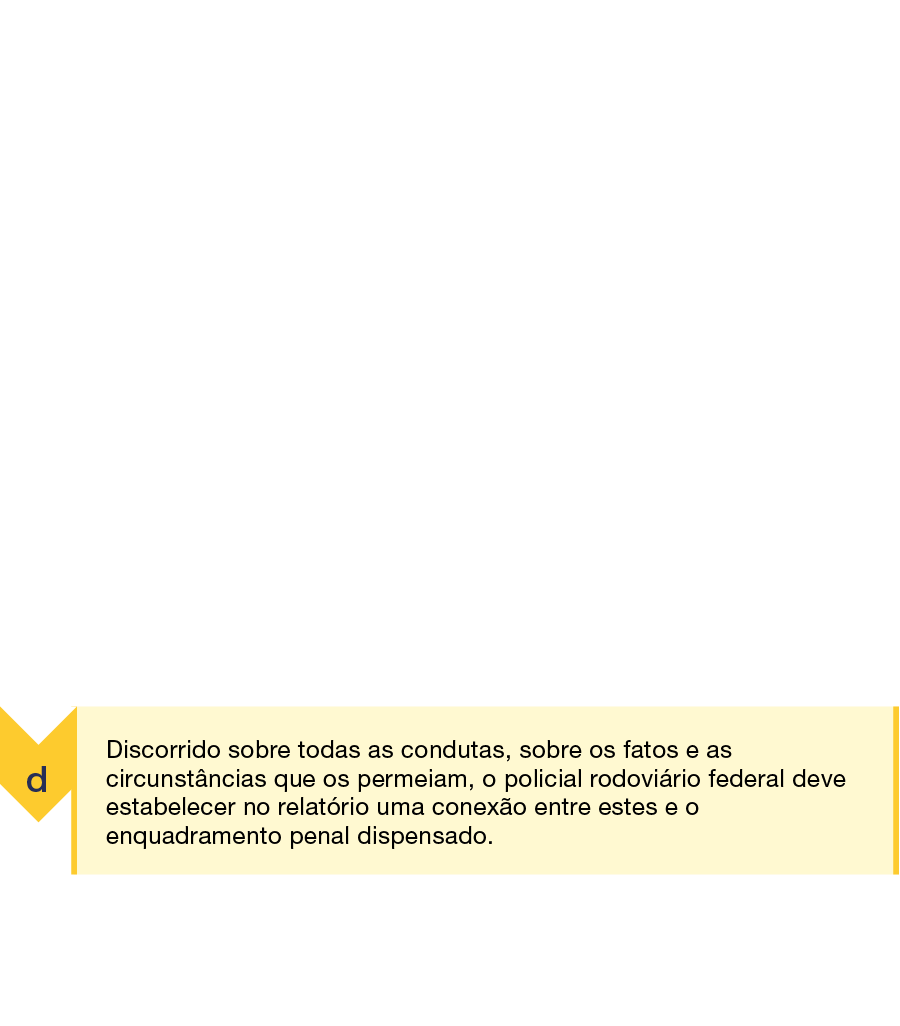 d
Discorrido sobre todas as condutas, sobre os fatos e as
circunstâncias que os permeiam, o policial rodoviário federal deve
estabelecer no relatório uma conexão entre estes e o
enquadramento penal dispensado.